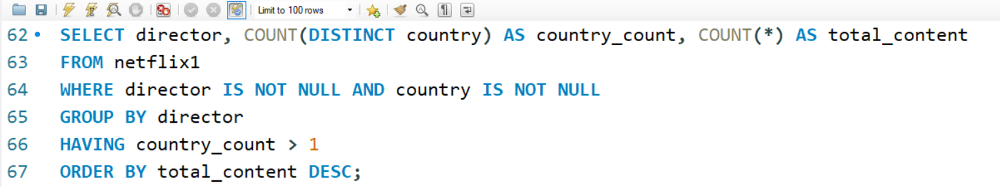 Limit to 100 rows
62 SELECT director, COUNT(DISTINCT country) AS country_count, COUNT(*) AS total_content
63 FROM netflix1
64 WHERE director IS NOT NULL AND country IS NOT NULL
65 GROUP BY director
66 HAVING country_count > 1
67 ORDER BY total_content DESC;